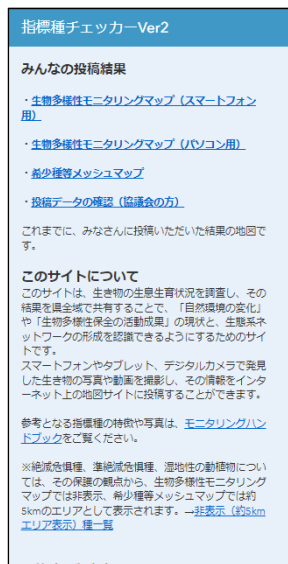 指標種チェッカーVer2
みんなの投稿結果
・生物多様性モニタリングマップ（スマートフォン
用）
・生物多様性モニタリングマップ（パソコン用）
・希少種等メッシュマップ
・投稿データの確認（協議会の方）
これまでに、みなさんに投稿いただいた結果の地図で
す。
このサイトについて
このサイトは、生き物の生息生育状況を調査し、その
結果を県全域で共有することで、「自然環境の変化」
や「生物多様性保全の活動成果」の現状と、生態系ネ
ットワークの形成を認識できるようにするためのサイ
トです。
スマートフォンやタブレット、デジタルカメラで発見
した生き物の写真や動画を撮影し、その情報をインタ
ーネット上の地図サイトに投稿することができます。
参考となる指標種の特徴や写真は、モニタリングハン
ドブックをご覧ください。
※絶滅危惧種、準絶滅危惧種、湿地性の動植物につい
ては、その保護の観点から、生物多様性モニタリング
マップでは非表示、希少種等メッシュマップでは約
5kmのエリアとして表示されます。→非表示（約5km
エリア表示）種一覧